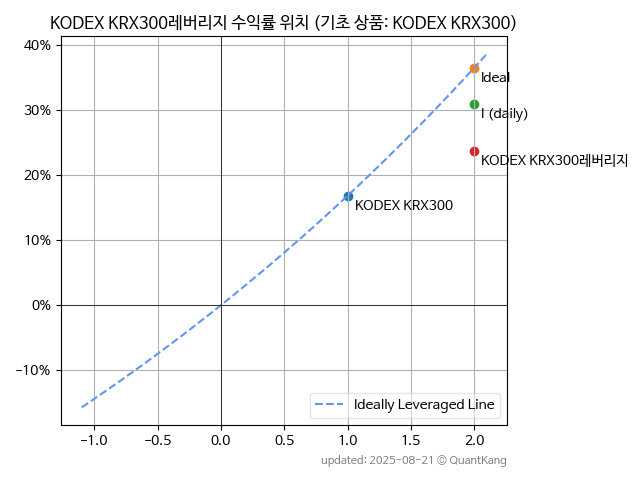 KODEX KRX300레버리지 수익률 위치 (기초 상품: KODEX KRX300)
40%
30%
20%
10%
0%
−10%
Ideal
I (daily)
KODEX KRX300레버리지
KODEX KRX300
Ideally Leveraged Line
−1.0 −0.5 0.0 0.5 1.0 1.5 2.0
updated: 2025-08-21 © QuantKang